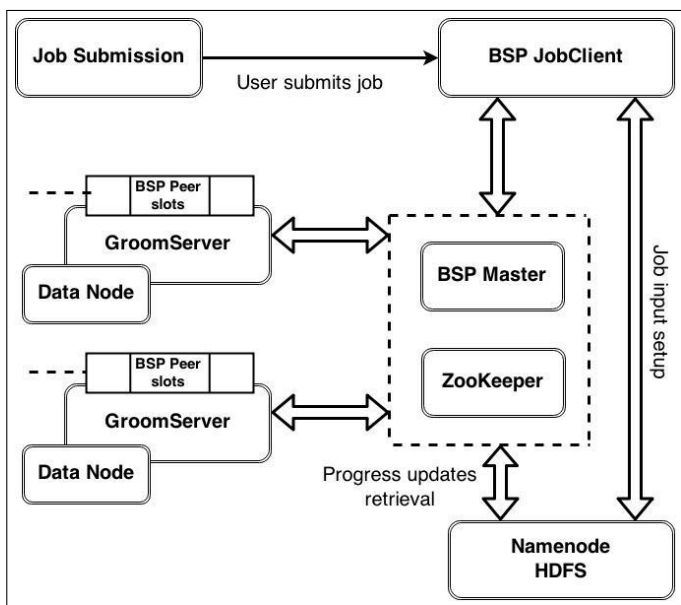 Job Submission
User submits job
BSP JobClient
BSP Peer
slots
GroomServer
Data Node
BSP Master
Job input setup
BSP Peer
slots
GroomServer
Data Node
ZooKeeper
Progress updates
retrieval
Namenode
HDFS